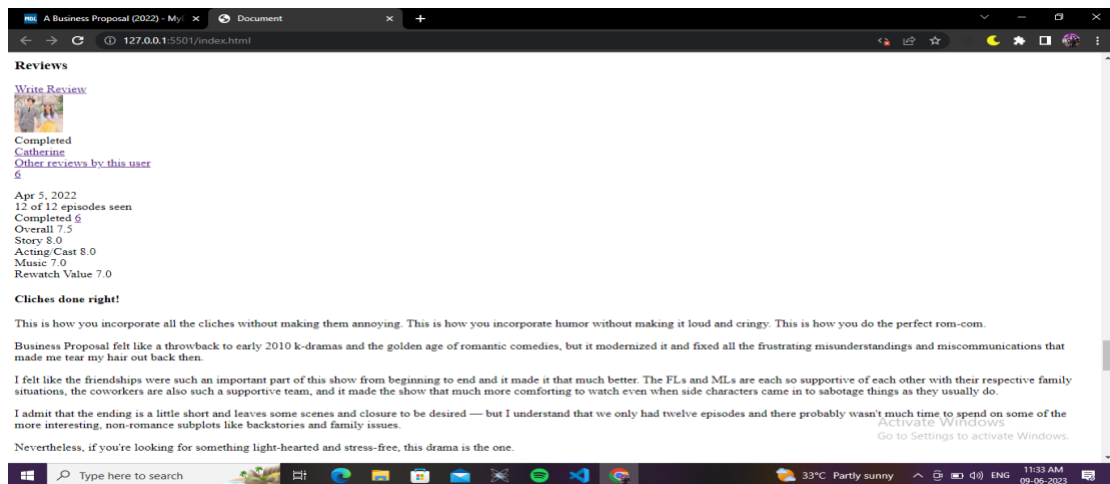 MDL A Business Proposal (2022) - My
Document
127.0.0.1:5501/index.html
Reviews
Write Review
Completed
Catherine
Other reviews by this user
6
Apr 5, 2022
12 of 12 episodes seen
Completed 6
Overall 7.5
Story 8.0
Acting/Cast 8.0
Music 7.0
Rewatch Value 7.0
Cliches done right!
This is how you incorporate all the cliches without making them annoying. This is how you incorporate humor without making it loud and cringy. This is how you do the perfect rom-com.
Business Proposal felt like a throwback to early 2010 k-dramas and the golden age of romantic comedies, but it modernized it and fixed all the frustrating misunderstandings and miscommunications that
made me tear my hair out back then.
I felt like the friendships were such an important part of this show from beginning to end and it made it that much better. The FLs and MLs are each so supportive of each other with their respective family
situations, the coworkers are also such a supportive team, and it made the show that much more comforting to watch even when side characters came in to sabotage things as they usually do.
I admit that the ending is a little short and leaves some scenes and closure to be desired — but I understand that we only had twelve episodes and there probably wasn't much time to spend on some of the
more interesting, non-romance subplots like backstories and family issues.
Nevertheless, if you're looking for something light-hearted and stress-free, this drama is the one.
Activate Windows
Go to Settings to activate Windows.
Type here to search
33°C Partly sunny
ENG
11:33 AM
09-06-2023